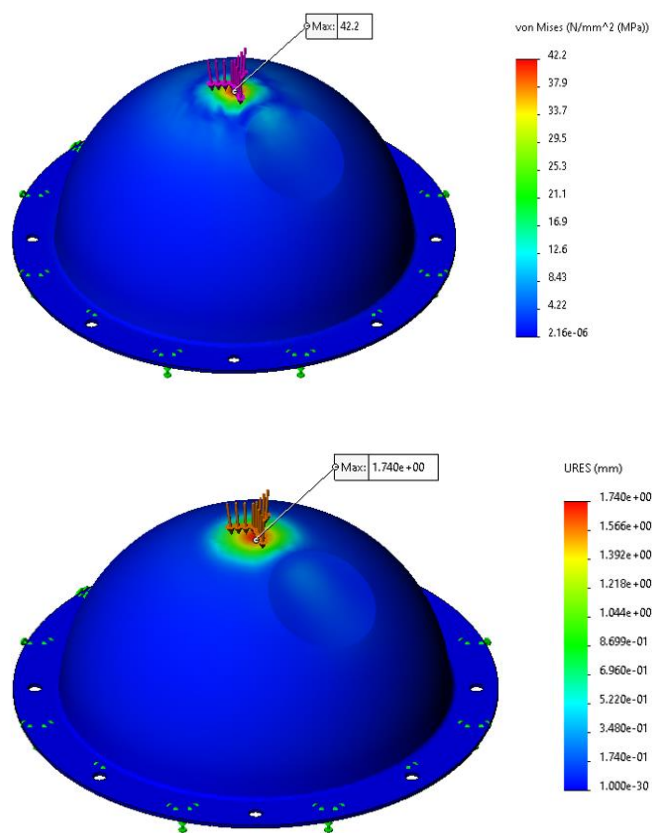 Max: 42.2
von Mises (N/mm^2 (MPa))
42.2
37.9
33.7
29.5
25.3
21.1
16.9
12.6
8.43
4.22
2.16e-06
Max: 1.740e+00
URES (mm)
1.740e+00
1.566e+00
1.392e+00
1.218e+00
1.044e+00
8.699e-01
6.960e-01
5.220e-01
3.480e-01
1.740e-01
1.000e-30